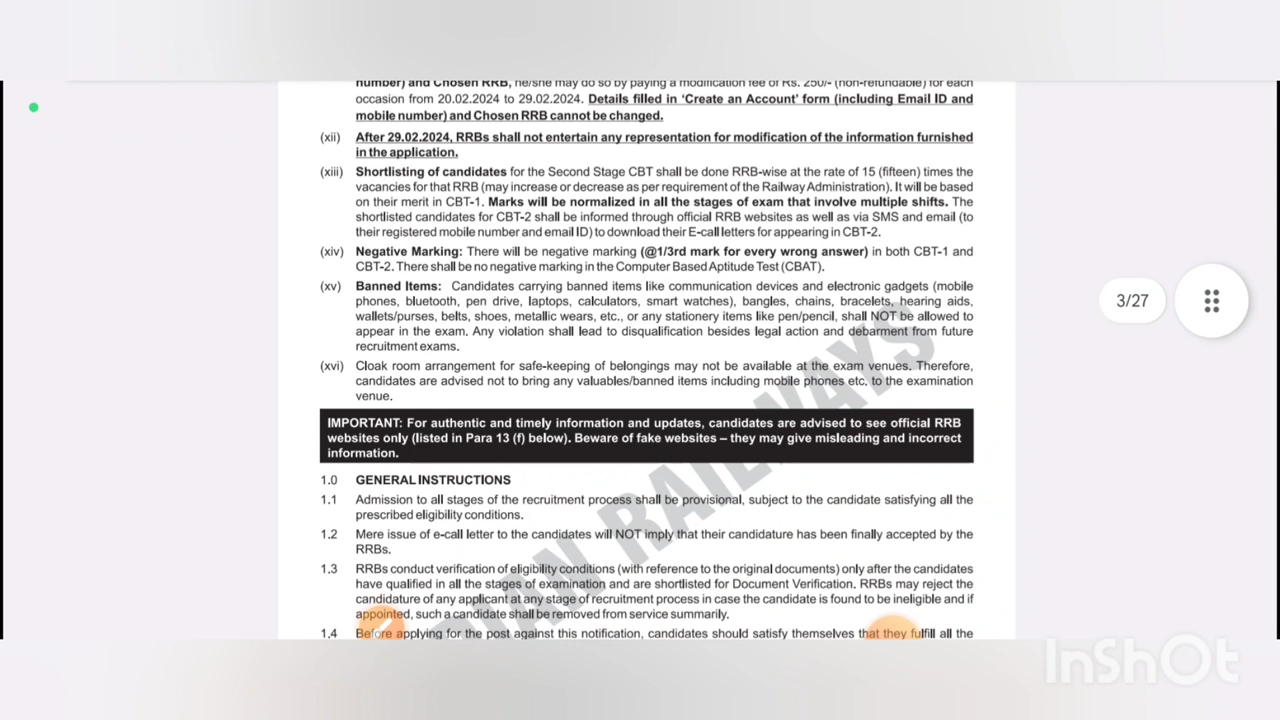 number) and Chosen RRB, he/she may do so by paying a modification fee of Rs. 250/- (non-refundable) for each
occasion from 20.02.2024 to 29.02.2024. Details filled in 'Create an Account' form (including Email ID and
mobile number) and Chosen RRB cannot be changed.
(xii) After 29.02.2024, RRBs shall not entertain any representation for modification of the information furnished
in the application.
(xiii) Shortlisting of candidates for the Second Stage CBT shall be done RRB-wise at the rate of 15 (fifteen) times the
vacancies for that RRB (may increase or decrease as per requirement of the Railway Administration). It will be based
on their merit in CBT-1. Marks will be normalized in all the stages of exam that involve multiple shifts. The
shortlisted candidates for CBT-2 shall be informed through official RRB websites as well as via SMS and email (to
their registered mobile number and email ID) to download their E-call letters for appearing in CBT-2.
(xiv) Negative Marking: There will be negative marking (@1/3rd mark for every wrong answer) in both CBT-1 and
CBT-2. There shall be no negative marking in the Computer Based Aptitude Test (CBAT).
(xv) Banned Items: Candidates carrying banned items like communication devices and electronic gadgets (mobile
phones, bluetooth, pen drive, laptops, calculators, smart watches), bangles, chains, bracelets, hearing aids,
wallets/purses, belts, shoes, metallic wears, etc., or any stationery items like pen/pencil, shall NOT be allowed to
appear in the exam. Any violation shall lead to disqualification besides legal action and debarment from future
recruitment exams.
3/27
(xvi) Cloak room arrangement for safe-keeping of belongings may not be available at the exam venues. Therefore,
candidates are advised not to bring any valuables/banned items including mobile phones etc. to the examination
venue.
IMPORTANT: For authentic and timely information and updates, candidates are advised to see official RRB
websites only (listed in Para 13 (f) below). Beware of fake websites – they may give misleading and incorrect
information.
1.0 GENERAL INSTRUCTIONS
1.1 Admission to all stages of the recruitment process shall be provisional, subject to the candidate satisfying all the
prescribed eligibility conditions.
1.2 Mere issue of e-call letter to the candidates will NOT imply that their candidature has been finally accepted by the
RRBs.
1.3 RRBs conduct verification of eligibility conditions (with reference to the original documents) only after the candidates
have qualified in all the stages of examination and are shortlisted for Document Verification. RRBs may reject the
candidature of any applicant at any stage of recruitment process in case the candidate is found to be ineligible and if
appointed, such a candidate shall be removed from service summarily.
1.4 Before applying for the post against this notification, candidates should satisfy themselves that they fulfill all the
RAILWAYS
InShOt